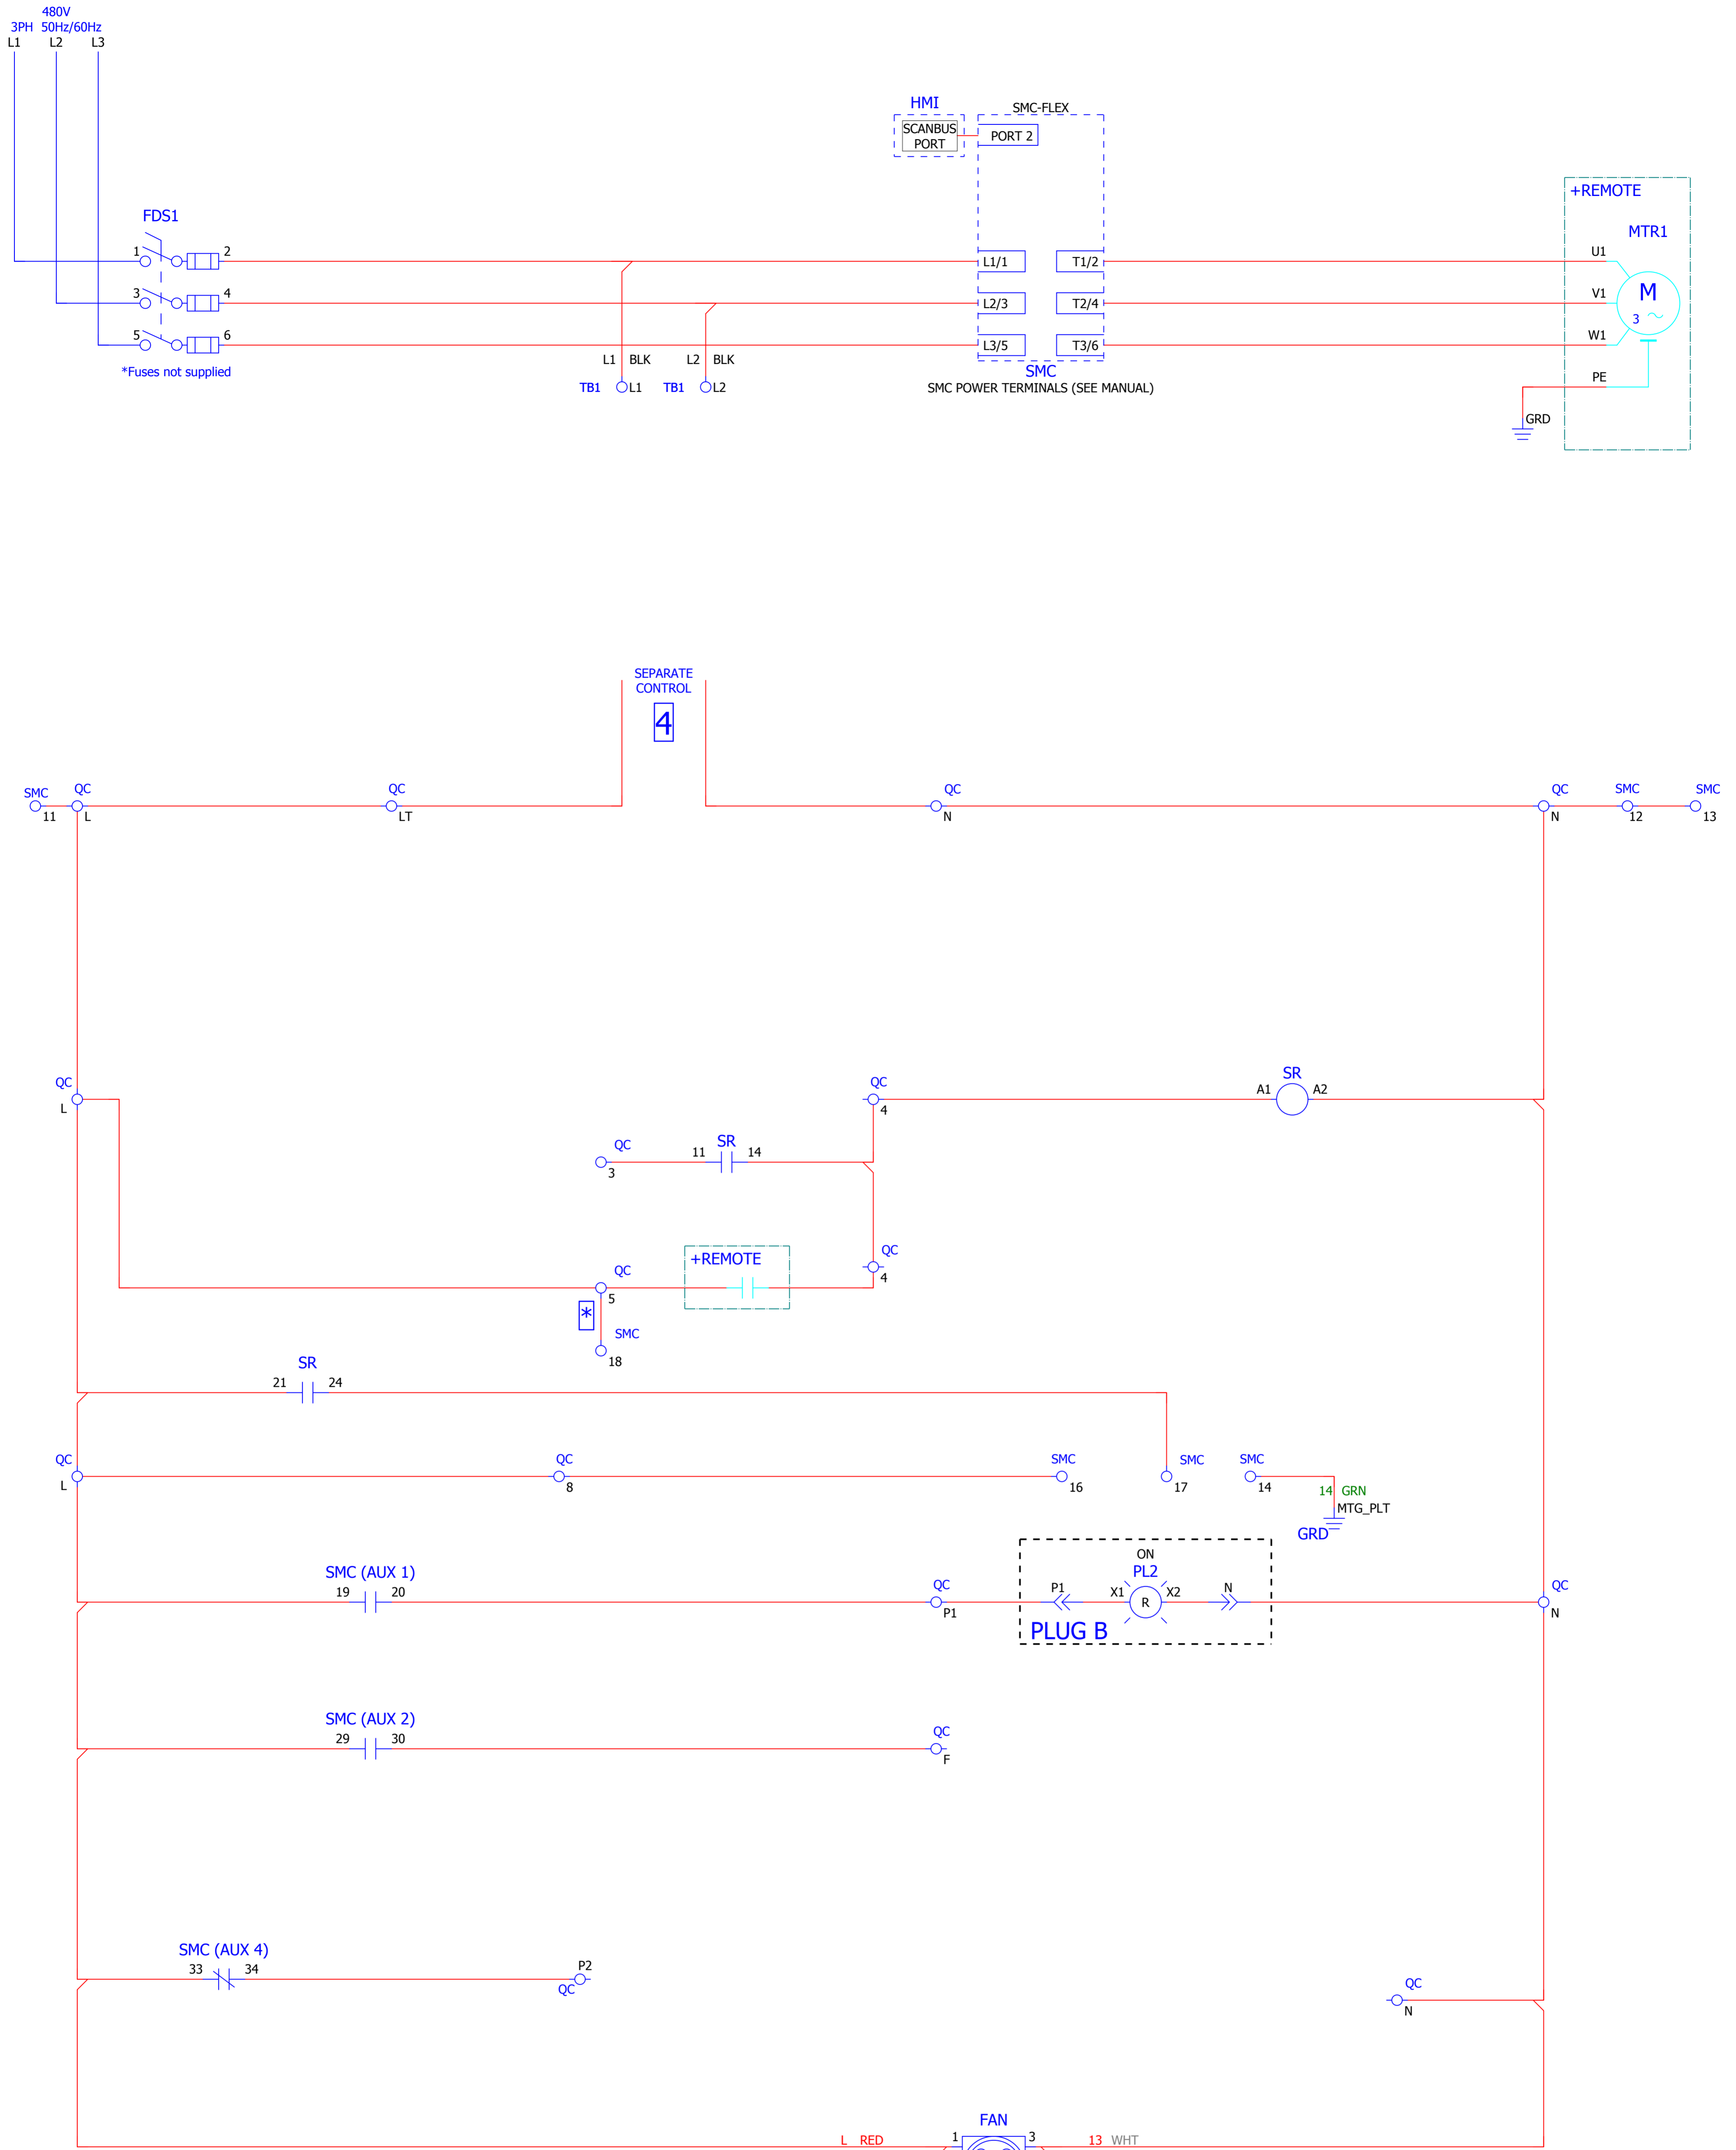 480V
3PH 50Hz/60Hz
L1 L2 L3
HMI
SMC-FLEX
SCANBUS
PORT
PORT 2
+REMOTE
FDS1
MTR1
1 2 L1/1 T1/2 U1
3 4 L2/3 T2/4 V1 M
3
5 6 L3/5 T3/6 W1
*Fuses not supplied
L1 BLK L2 BLK
TB1 L1 TB1 L2
SMC
SMC POWER TERMINALS (SEE MANUAL)
PE
GRD
SEPARATE
CONTROL
4
SMC QC QC QC QC SMC SMC
11 L LT N N 12 13
QC QC SR
L 4 A1 A2
QC SR
3 11 14
QC +REMOTE QC
5 4
*
SMC
18
SR
21 24
QC QC SMC SMC SMC
L 8 16 17 14
14 GRN
MTG_PLT
GRD
SMC (AUX 1)
19 20
QC
P1
ON
PL2
P1 X1 R X2 N
PLUG B
QC
N
SMC (AUX 2)
29 30
QC
F
SMC (AUX 4)
33 34
P2
QC
QC
N
FAN
L RED 1 3 13 WHT